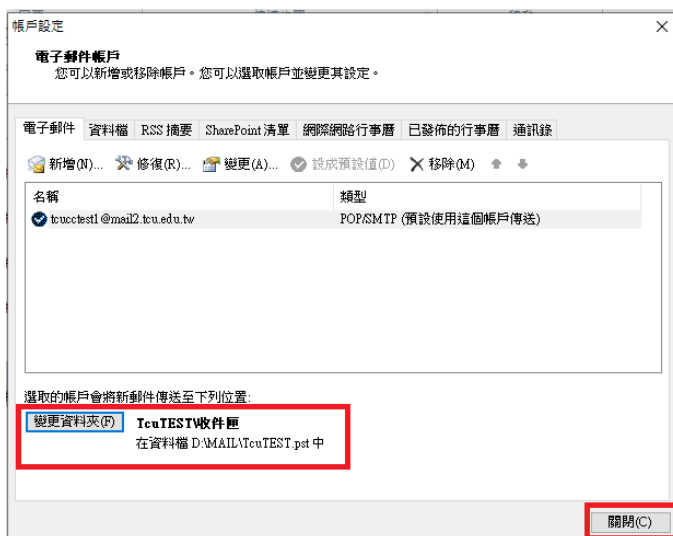 帳戶設定
電子郵件帳戶
您可以新增或移除帳戶。您可以選取帳戶並變更其設定。
電子郵件 資料檔 RSS 摘要 SharePoint 清單 網際網路行事曆 已發佈的行事曆 通訊錄
新增(N)... 修復(R)... 變更(A)... 設成預設值(D) 移除(M)
名稱 類型
tcucctest1@mail2.tcu.edu.tw POP/SMTP (預設使用這個帳戶傳送)
選取的帳戶會將新郵件傳送至下列位置:
變更資料夾(F) TcuTEST\收件匣
在資料檔 D:\MAIL\TcuTEST.pst 中
關閉(C)